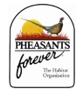 PHEASANTS
forever
The Habitat
Organization